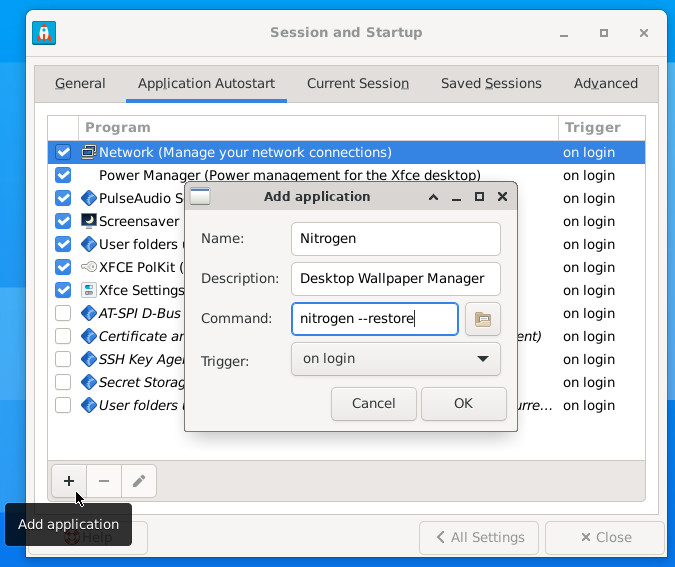 Session and Startup
General Application Autostart Current Session Saved Sessions Advanced
Program Trigger
Network (Manage your network connections) on login
Power Manager (Power management for the Xfce desktop) on login
PulseAudio S on login
Screensaver on login
User folders on login
XFCE PolKit ( on login
Xfce Settings on login
AT-SPI D-Bus on login
Certificate an ent) on login
SSH Key Agen on login
Secret Storag on login
User folders urre... on login
Add application
Name: Nitrogen
Description: Desktop Wallpaper Manager
Command: nitrogen --restore
Trigger: on login
Cancel OK
Add application
Help All Settings Close